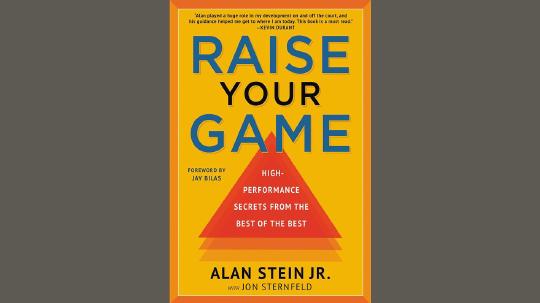 "Alan played a huge role in my development on and off the court, and
his guidance helped me get to where I am today. This book is a must read."
—KEVIN DURANT
RAISE
YOUR
GAME
FOREWORD BY
JAY BILAS
HIGH-
PERFORMANCE
SECRETS FROM THE
BEST OF THE BEST
ALAN STEIN JR.
WITH JON STERNFELD